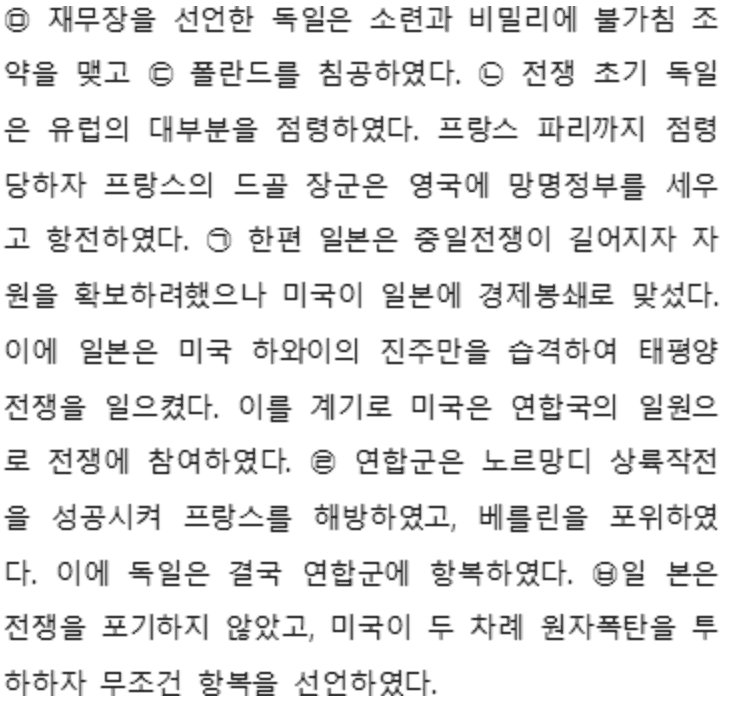 ㉤ 재무장을 선언한 독일은 소련과 비밀리에 불가침 조
약을 맺고 ㉢ 폴란드를 침공하였다. ㉡ 전쟁 초기 독일
은 유럽의 대부분을 점령하였다. 프랑스 파리까지 점령
당하자 프랑스의 드골 장군은 영국에 망명정부를 세우
고 항전하였다. ㉠ 한편 일본은 중일전쟁이 길어지자 자
원을 확보하려했으나 미국이 일본에 경제봉쇄로 맞섰다.
이에 일본은 미국 하와이의 진주만을 습격하여 태평양
전쟁을 일으켰다. 이를 계기로 미국은 연합국의 일원으
로 전쟁에 참여하였다. ㉣ 연합군은 노르망디 상륙작전
을 성공시켜 프랑스를 해방하였고, 베를린을 포위하였
다. 이에 독일은 결국 연합군에 항복하였다. ㉥일 본은
전쟁을 포기하지 않았고, 미국이 두 차례 원자폭탄을 투
하하자 무조건 항복을 선언하였다.